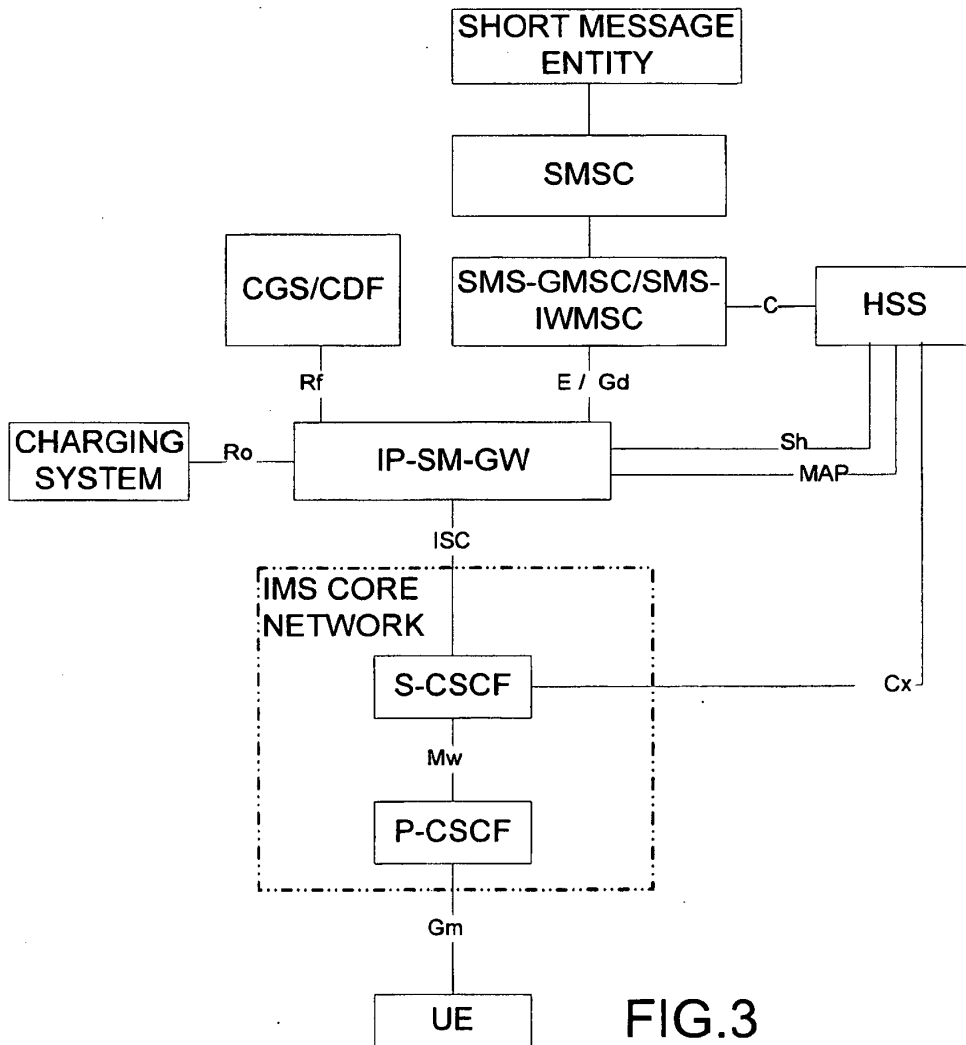 SHORT MESSAGE
ENTITY
SMSC
CGS/CDF
SMS-GMSC/SMS-
IWMSC
C
HSS
Rf
E / Gd
CHARGING
SYSTEM
Ro
IP-SM-GW
Sh
MAP
ISC
IMS CORE
NETWORK
S-CSCF
Cx
Mw
P-CSCF
Gm
UE
FIG.3